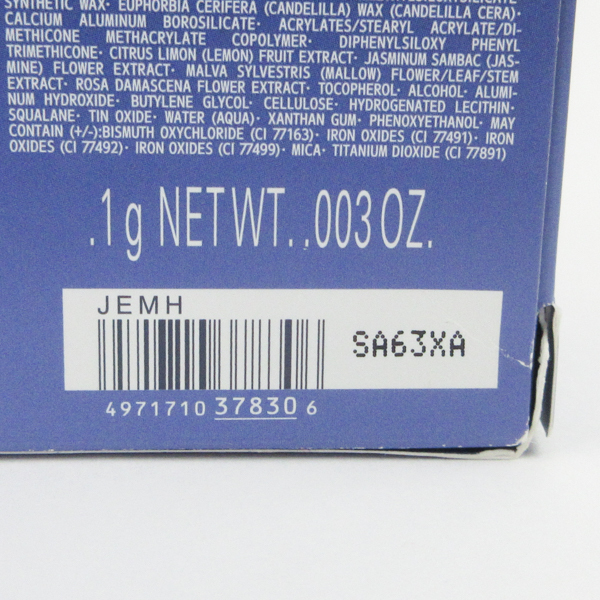 SYNTHETIC WAX· EUPHORBIA CERIFERA (CANDELILLA) WAX (CANDELILLA CERA)·
CALCIUM ALUMINUM BOROSILICATE· ACRYLATES/STEARYL ACRYLATE/DI-
METHICONE METHACRYLATE COPOLYMER· DIPHENYLSILOXY PHENYL
TRIMETHICONE· CITRUS LIMON (LEMON) FRUIT EXTRACT· JASMINUM SAMBAC (JAS-
MINE) FLOWER EXTRACT· MALVA SYLVESTRIS (MALLOW) FLOWER/LEAF/STEM
EXTRACT· ROSA DAMASCENA FLOWER EXTRACT· TOCOPHEROL· ALCOHOL· ALUMI-
NUM HYDROXIDE· BUTYLENE GLYCOL· CELLULOSE· HYDROGENATED LECITHIN·
SQUALANE· TIN OXIDE· WATER (AQUA)· XANTHAN GUM· PHENOXYETHANOL· MAY
CONTAIN (+/-):BISMUTH OXYCHLORIDE (CI 77163)· IRON OXIDES (CI 77491)· IRON
OXIDES (CI 77492)· IRON OXIDES (CI 77499)· MICA· TITANIUM DIOXIDE (CI 77891)
.1g NET WT. .003 OZ.
JEMH
SA63XA
4971710 37830 6